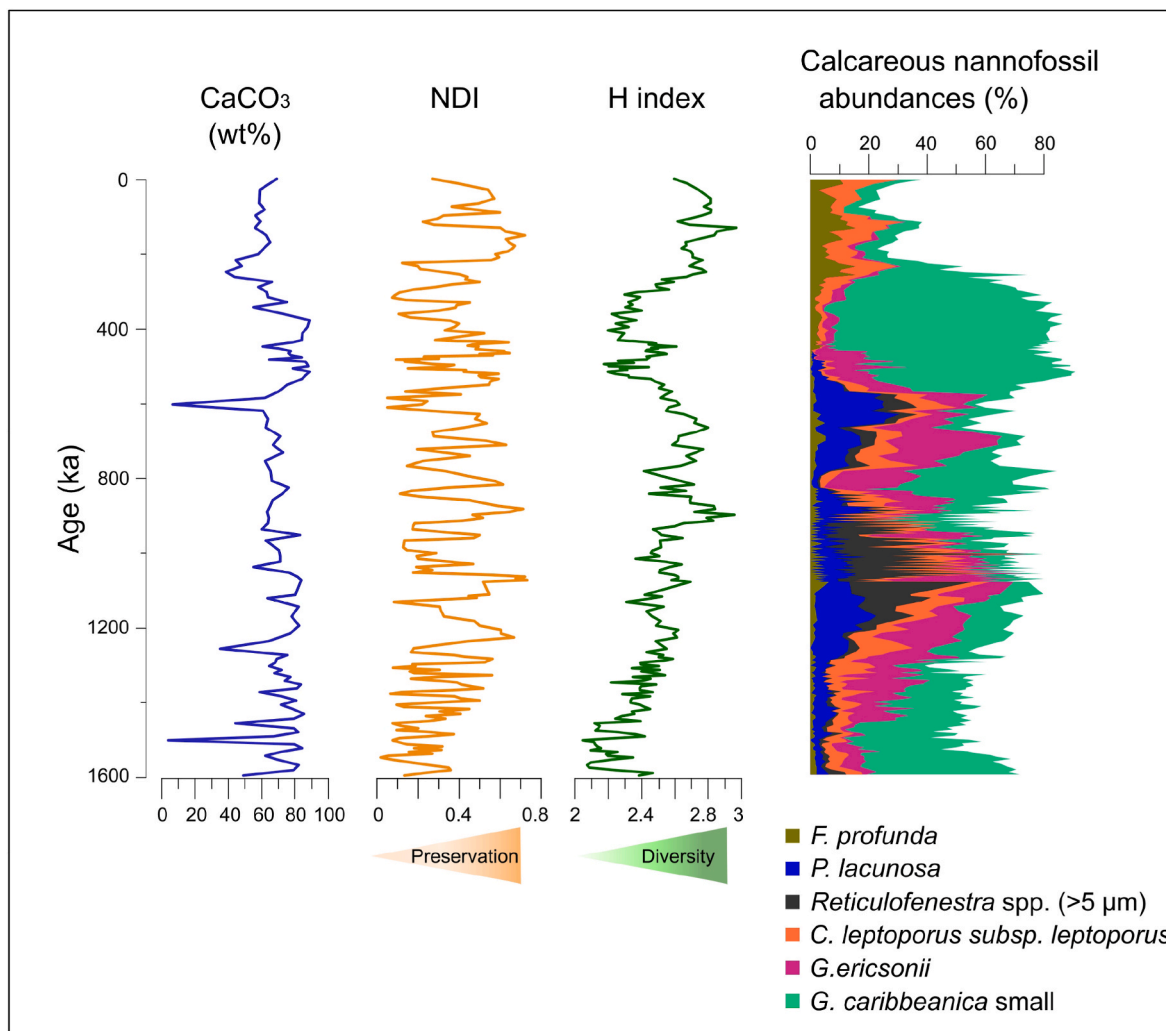 CaCO₃
(wt%)
NDI
H index
Calcareous nannofossil
abundances (%)
0 20 40 60 80
Age (ka)
0
400
800
1200
1600
0 20 40 60 80 100
0 0.4 0.8
2 2.4 2.8 3
Preservation
Diversity
F. profunda
P. lacunosa
Reticulofenestra spp. (>5 µm)
C. leptoporus subsp. leptoporus
G.ericsonii
G. caribbeanica small